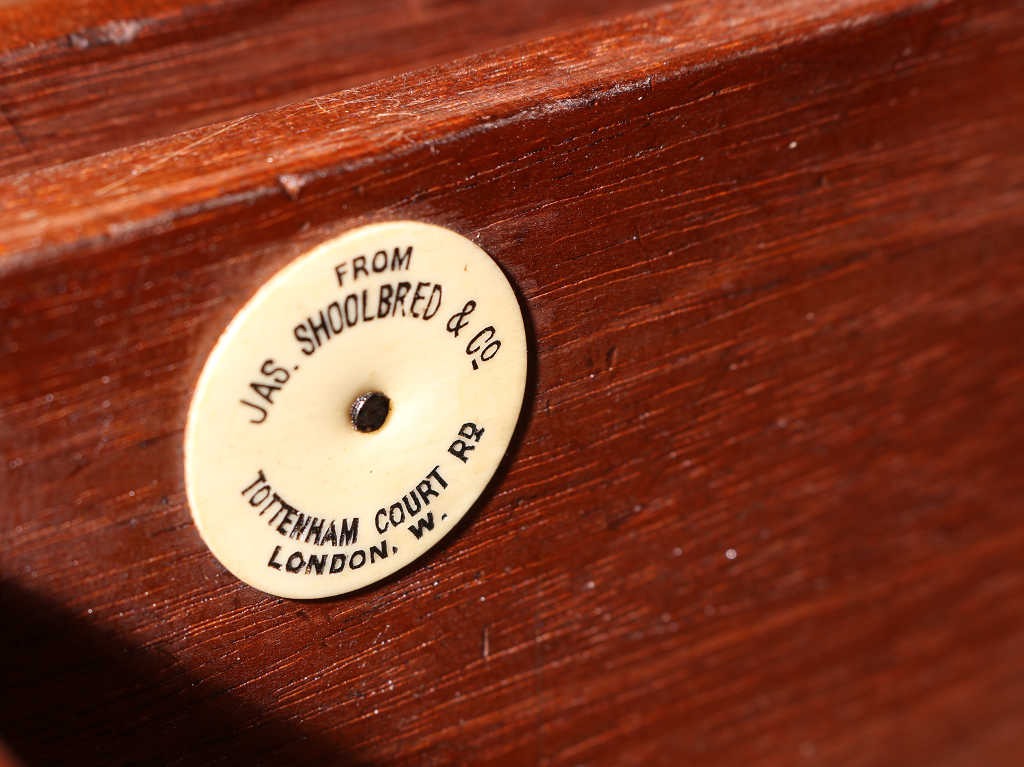 FROM
JAS. SHOOLBRED & Co.
TOTTENHAM COURT RD
LONDON, W.